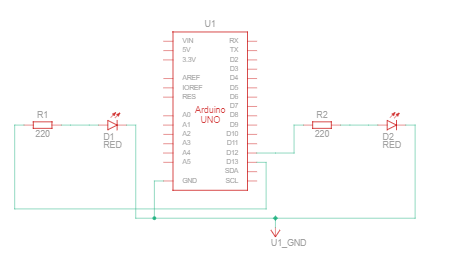 U1
VIN
5V
3.3V
AREF
IOREF
RES
A0
A1
A2
A3
A4
A5
GND
Arduino
UNO
RX
TX
D2
D3
D4
D5
D6
D7
D8
D9
D10
D11
D12
D13
SDA
SCL
R1
220
D1
RED
R2
220
D2
RED
U1_GND